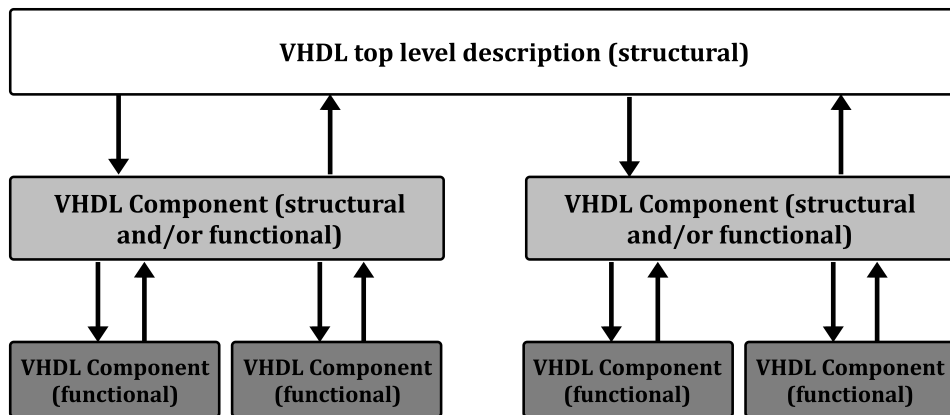 VHDL top level description (structural)
VHDL Component (structural
and/or functional)
VHDL Component (structural
and/or functional)
VHDL Component
(functional)
VHDL Component
(functional)
VHDL Component
(functional)
VHDL Component
(functional)